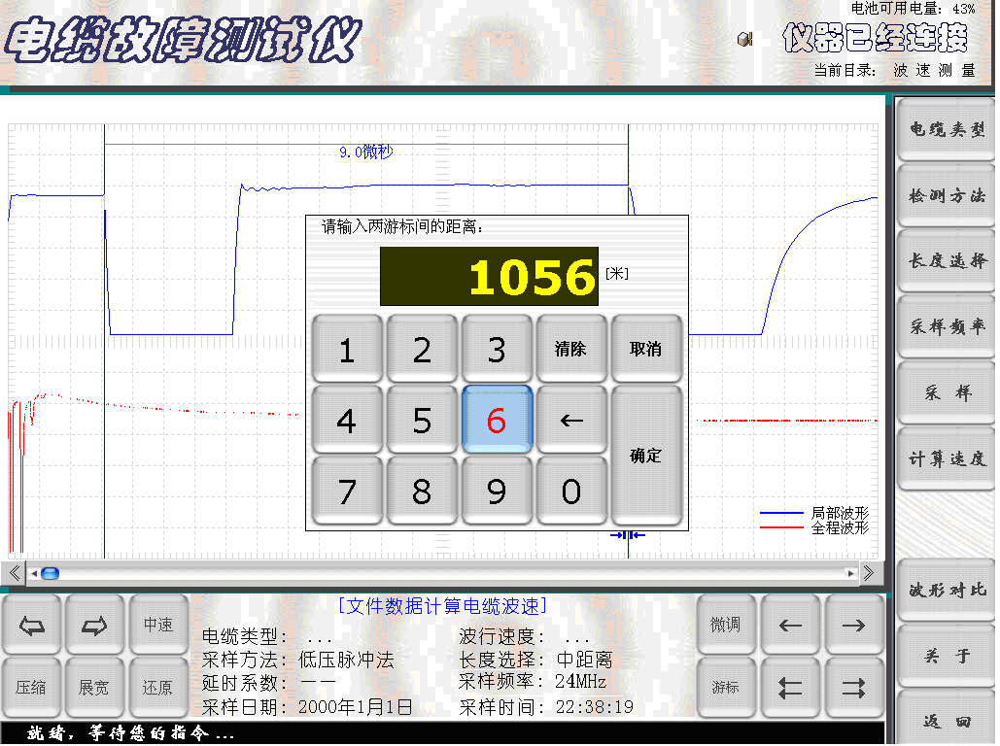 电缆故障测试仪
电池可用电量: 43%
仪器已经连接
当前目录: 波 速 测 量
电缆类型
检测方法
长度选择
采样频率
采 样
计算速度
波形对比
关 于
返 回
9.0微秒
请输入两游标间的距离:
1056 [米]
1 2 3 清除 取消
4 5 6 ← 确定
7 8 9 0
局部波形
全程波形
[文件数据计算电缆波速]
中速
压缩 展宽 还原
电缆类型: ... 波行速度: ...
采样方法: 低压脉冲法 长度选择: 中距离
延时系数: —— 采样频率: 24MHz
采样日期: 2000年1月1日 采样时间: 22:38:19
微调 ← →
游标
就绪, 等待您的指令...